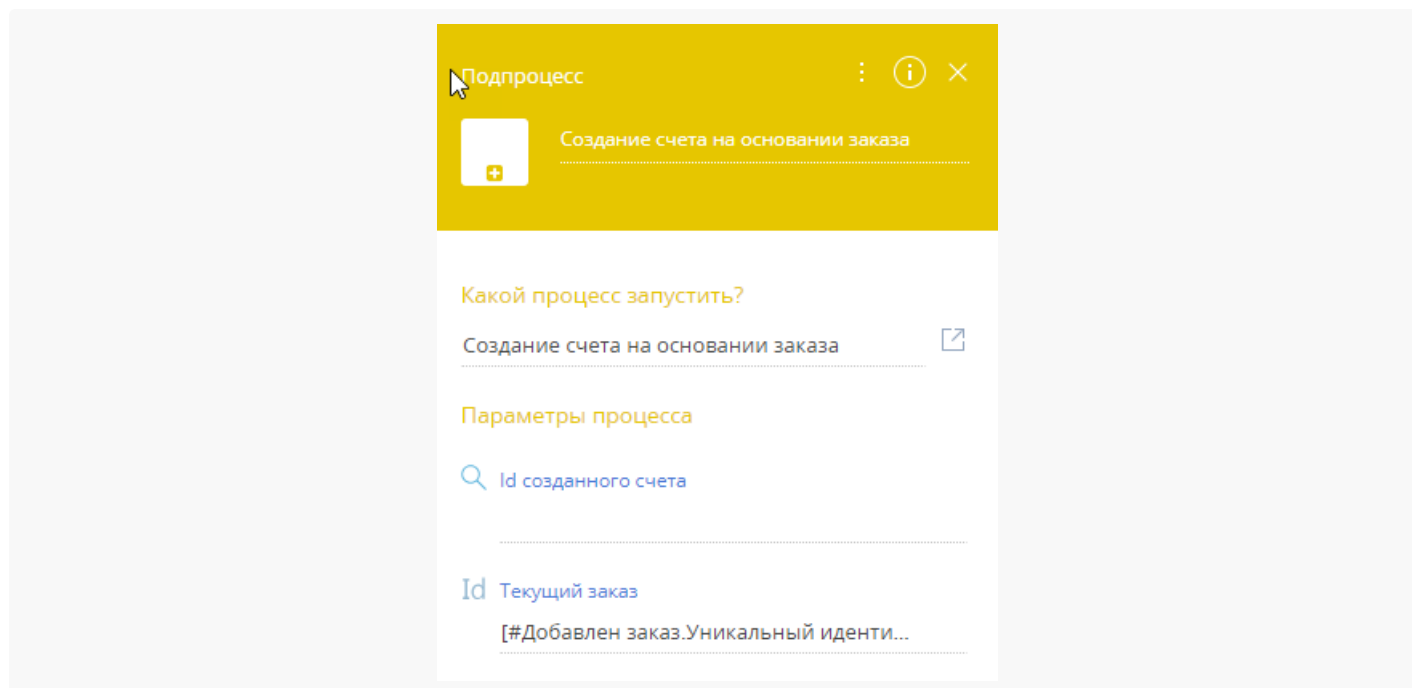 Подпроцесс
Создание счета на основании заказа
Какой процесс запустить?
Создание счета на основании заказа
Параметры процесса
Id созданного счета
Id Текущий заказ
[#Добавлен заказ.Уникальный иденти...